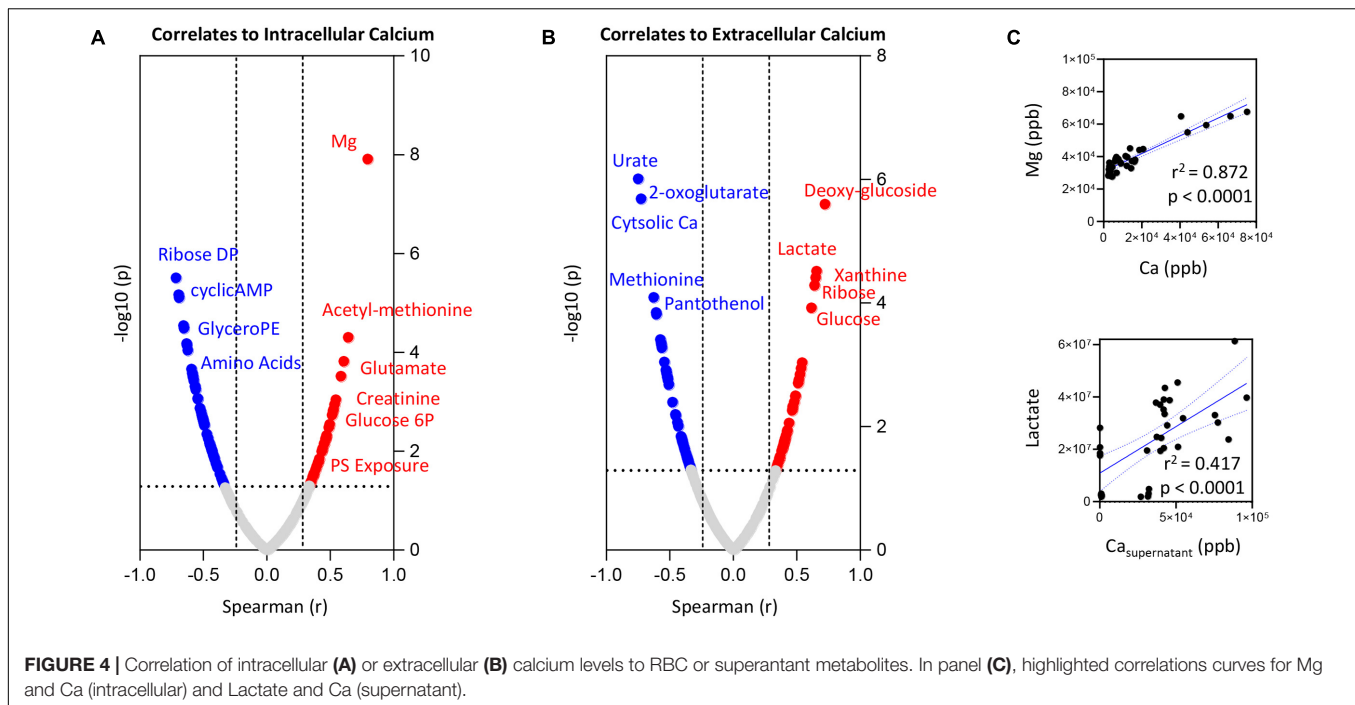 A
Correlates to Intracellular Calcium
10
8
6
4
2
0
-log10 (p)
Mg
Ribose DP
cyclicAMP
GlyceroPE
Amino Acids
Acetyl-methionine
Glutamate
Creatinine
Glucose 6P
PS Exposure
-1.0 -0.5 0.0 0.5 1.0
Spearman (r)
B
Correlates to Extracellular Calcium
8
6
4
2
0
-log10 (p)
Urate
2-oxoglutarate
Cytsolic Ca
Methionine
Pantothenol
Deoxy-glucoside
Lactate
Xanthine
Ribose
Glucose
-1.0 -0.5 0.0 0.5 1.0
Spearman (r)
C
1×10⁵
8×10⁴
6×10⁴
4×10⁴
2×10⁴
0
Mg (ppb)
r² = 0.872
p < 0.0001
0 2×10⁴ 4×10⁴ 6×10⁴ 8×10⁴
Ca (ppb)
6×10⁷
4×10⁷
2×10⁷
0
Lactate
r² = 0.417
p < 0.0001
0 5×10⁴ 1×10⁵
Ca supernatant (ppb)
FIGURE 4 | Correlation of intracellular (A) or extracellular (B) calcium levels to RBC or superantant metabolites. In panel (C), highlighted correlations curves for Mg
and Ca (intracellular) and Lactate and Ca (supernatant).